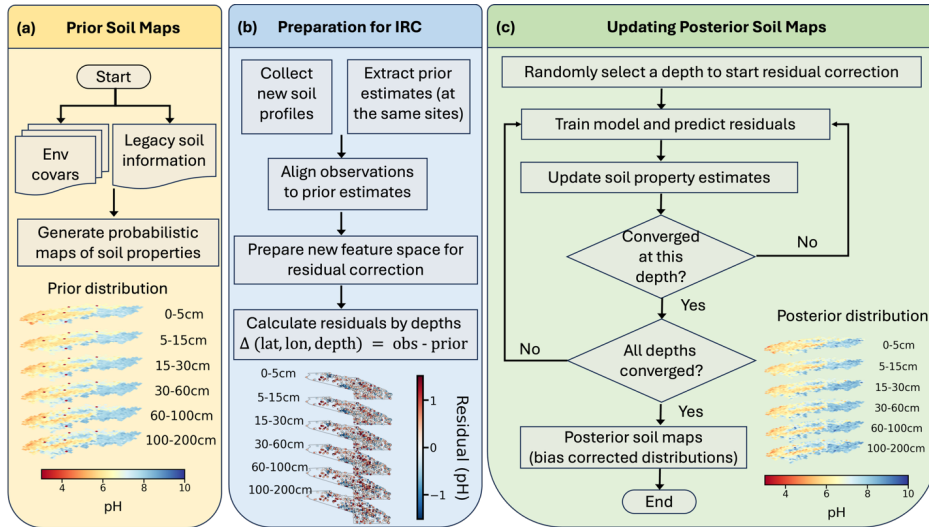 (a) Prior Soil Maps
Start
Env
covars
Legacy soil
information
Generate probabilistic
maps of soil properties
Prior distribution
0-5cm
5-15cm
15-30cm
30-60cm
60-100cm
100-200cm
4 6 8 10
pH
(b) Preparation for IRC
Collect
new soil
profiles
Extract prior
estimates (at
the same sites)
Align observations
to prior estimates
Prepare new feature space for
residual correction
Calculate residuals by depths
Δ (lat, lon, depth) = obs - prior
0-5cm
5-15cm
15-30cm
30-60cm
60-100cm
100-200cm
1
0
−1
Residual (pH)
(c) Updating Posterior Soil Maps
Randomly select a depth to start residual correction
Train model and predict residuals
Update soil property estimates
Converged
at this
depth?
No
Yes
All depths
converged?
No
Yes
Posterior soil maps
(bias corrected distributions)
End
Posterior distribution
0-5cm
5-15cm
15-30cm
30-60cm
60-100cm
100-200cm
4 6 8 10
pH